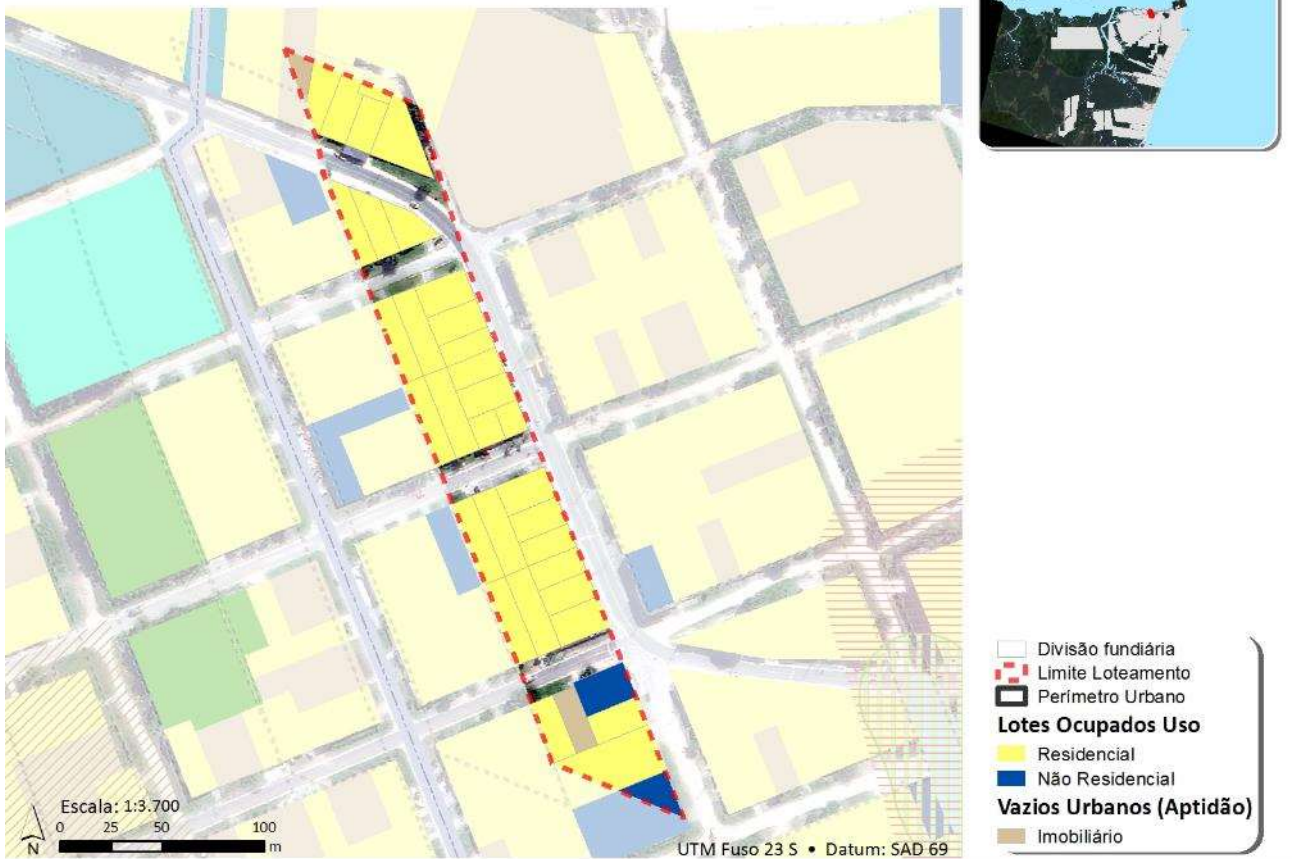 Divisão fundiária
Limite Loteamento
Perímetro Urbano
Lotes Ocupados Uso
Residencial
Não Residencial
Vazios Urbanos (Aptidão)
Imobiliário
Escala: 1:3.700
0 25 50 100
m
N
UTM Fuso 23 S • Datum: SAD 69